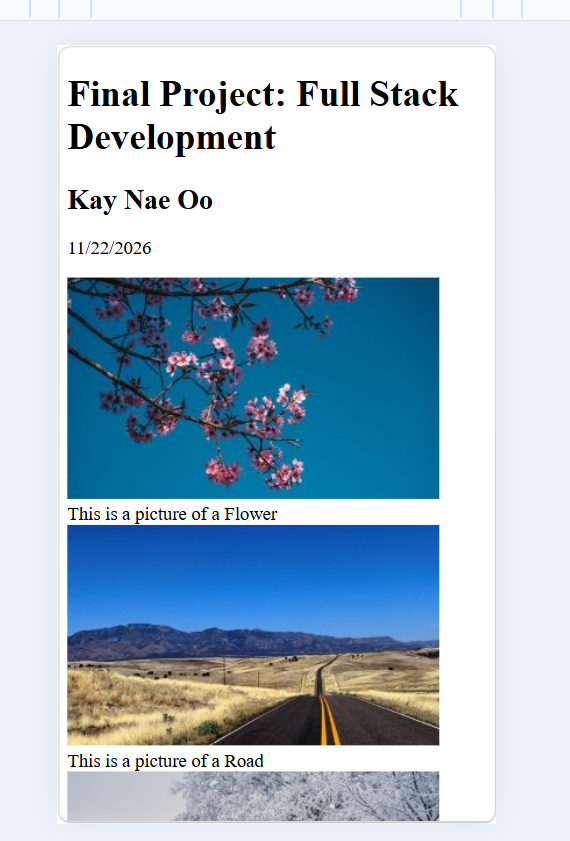 Final Project: Full Stack
Development
Kay Nae Oo
11/22/2026
This is a picture of a Flower
This is a picture of a Road